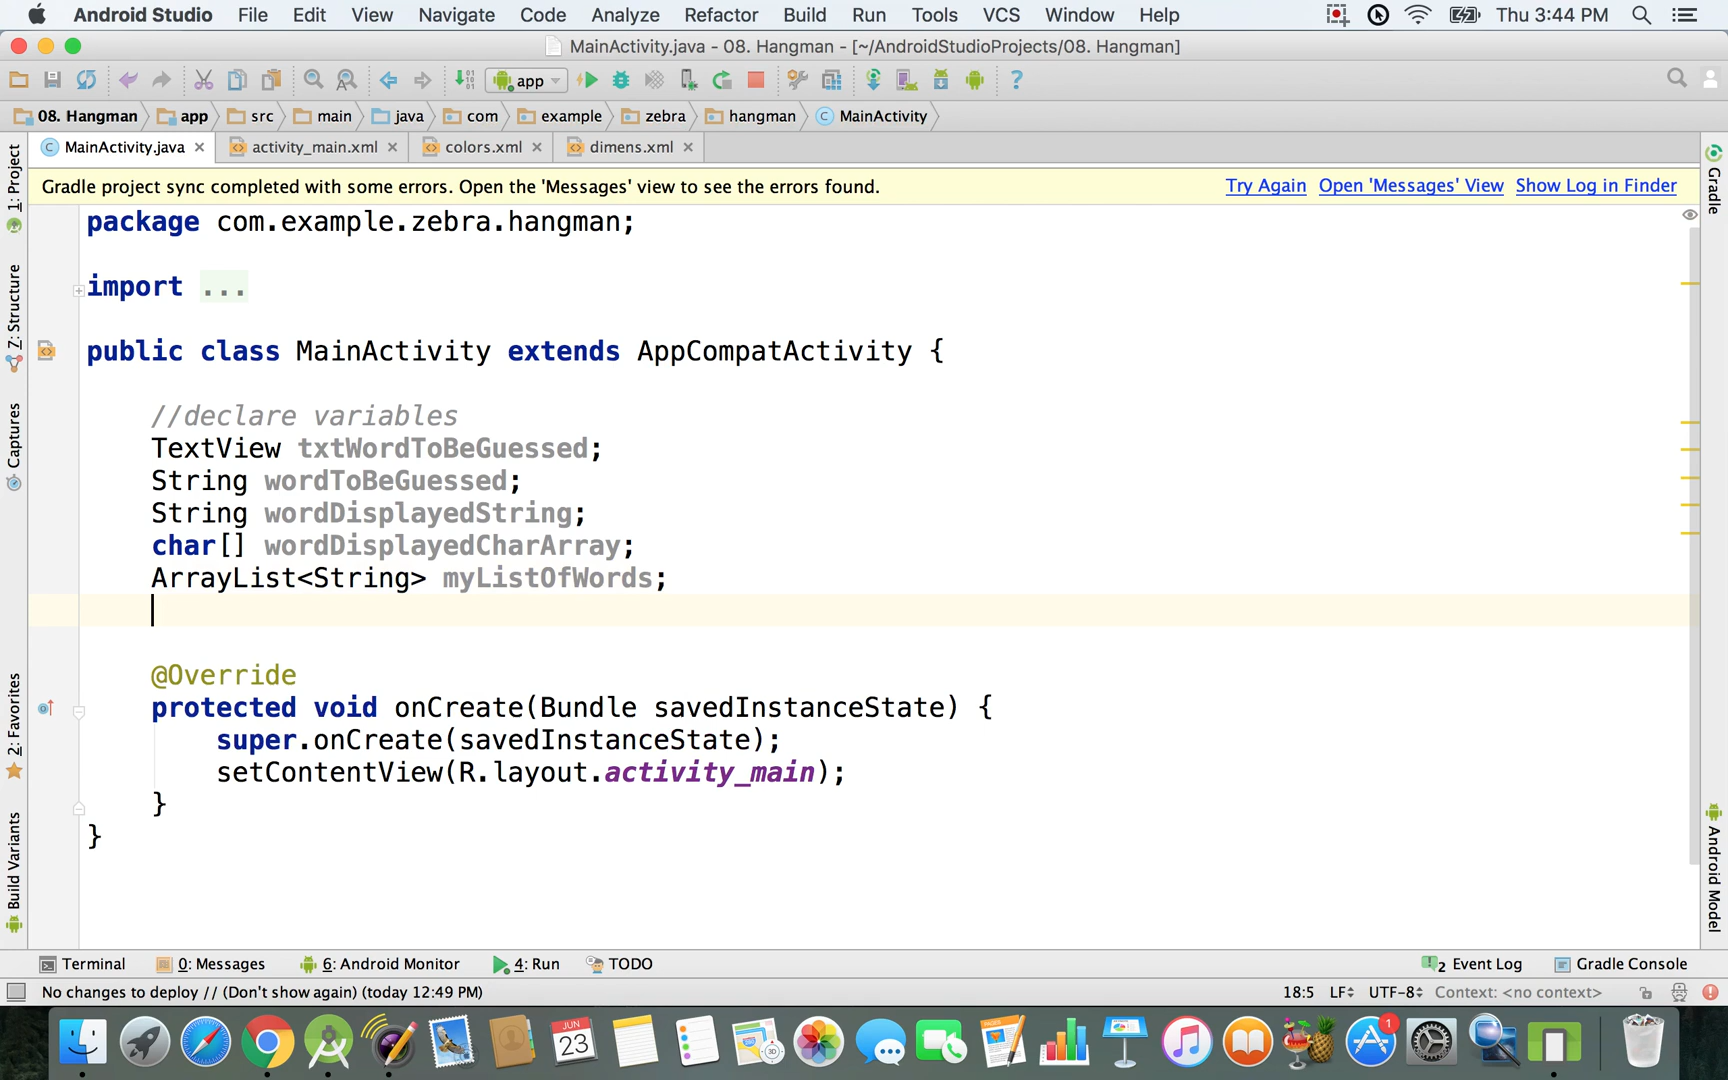 Android Studio File Edit View Navigate Code Analyze Refactor Build Run Tools VCS Window Help Thu 3:44 PM
MainActivity.java - 08. Hangman - [~/AndroidStudioProjects/08. Hangman]
app
08. Hangman app src main java com example zebra hangman MainActivity
MainActivity.java activity_main.xml colors.xml dimens.xml
Gradle project sync completed with some errors. Open the 'Messages' view to see the errors found. Try Again Open 'Messages' View Show Log in Finder
1: Project
Z: Structure
Captures
2: Favorites
Build Variants
package com.example.zebra.hangman;
import ...
public class MainActivity extends AppCompatActivity {
//declare variables
TextView txtWordToBeGuessed;
String wordToBeGuessed;
String wordDisplayedString;
char[] wordDisplayedCharArray;
ArrayList<String> myListOfWords;
@Override
protected void onCreate(Bundle savedInstanceState) {
super.onCreate(savedInstanceState);
setContentView(R.layout.activity_main);
}
}
Gradle
Android Model
Terminal 0: Messages 6: Android Monitor 4: Run TODO 2 Event Log Gradle Console
No changes to deploy // (Don't show again) (today 12:49 PM) 18:5 LF UTF-8 Context: <no context>
JUN
23
3D
1